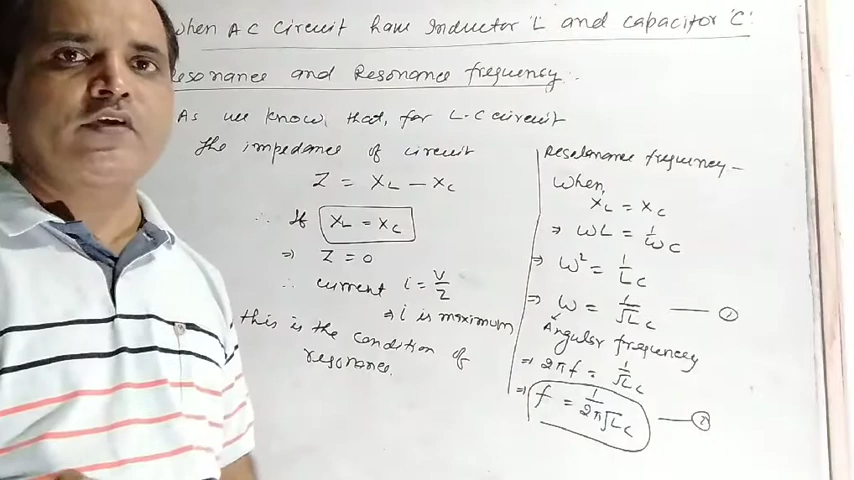 when AC circuit have Inductor 'L' and capacitor 'C'.
Resonance and Resonance frequency :-
As we know, that, for L-C circuit
the impedance of circuit
Z = XL - XC
∴ If XL = XC
⇒ Z = 0
∴ current i = V/Z
⇒ i is maximum
this is the condition of
resonance.
frequency -
When,
XL = XC
⇒ ωL = 1/ωC
⇒ ω² = 1/LC
⇒ ω = 1/√LC —— ①
Angular frequency
⇒ 2πf = 1/√LC
⇒ f = 1/2π√LC —— ②